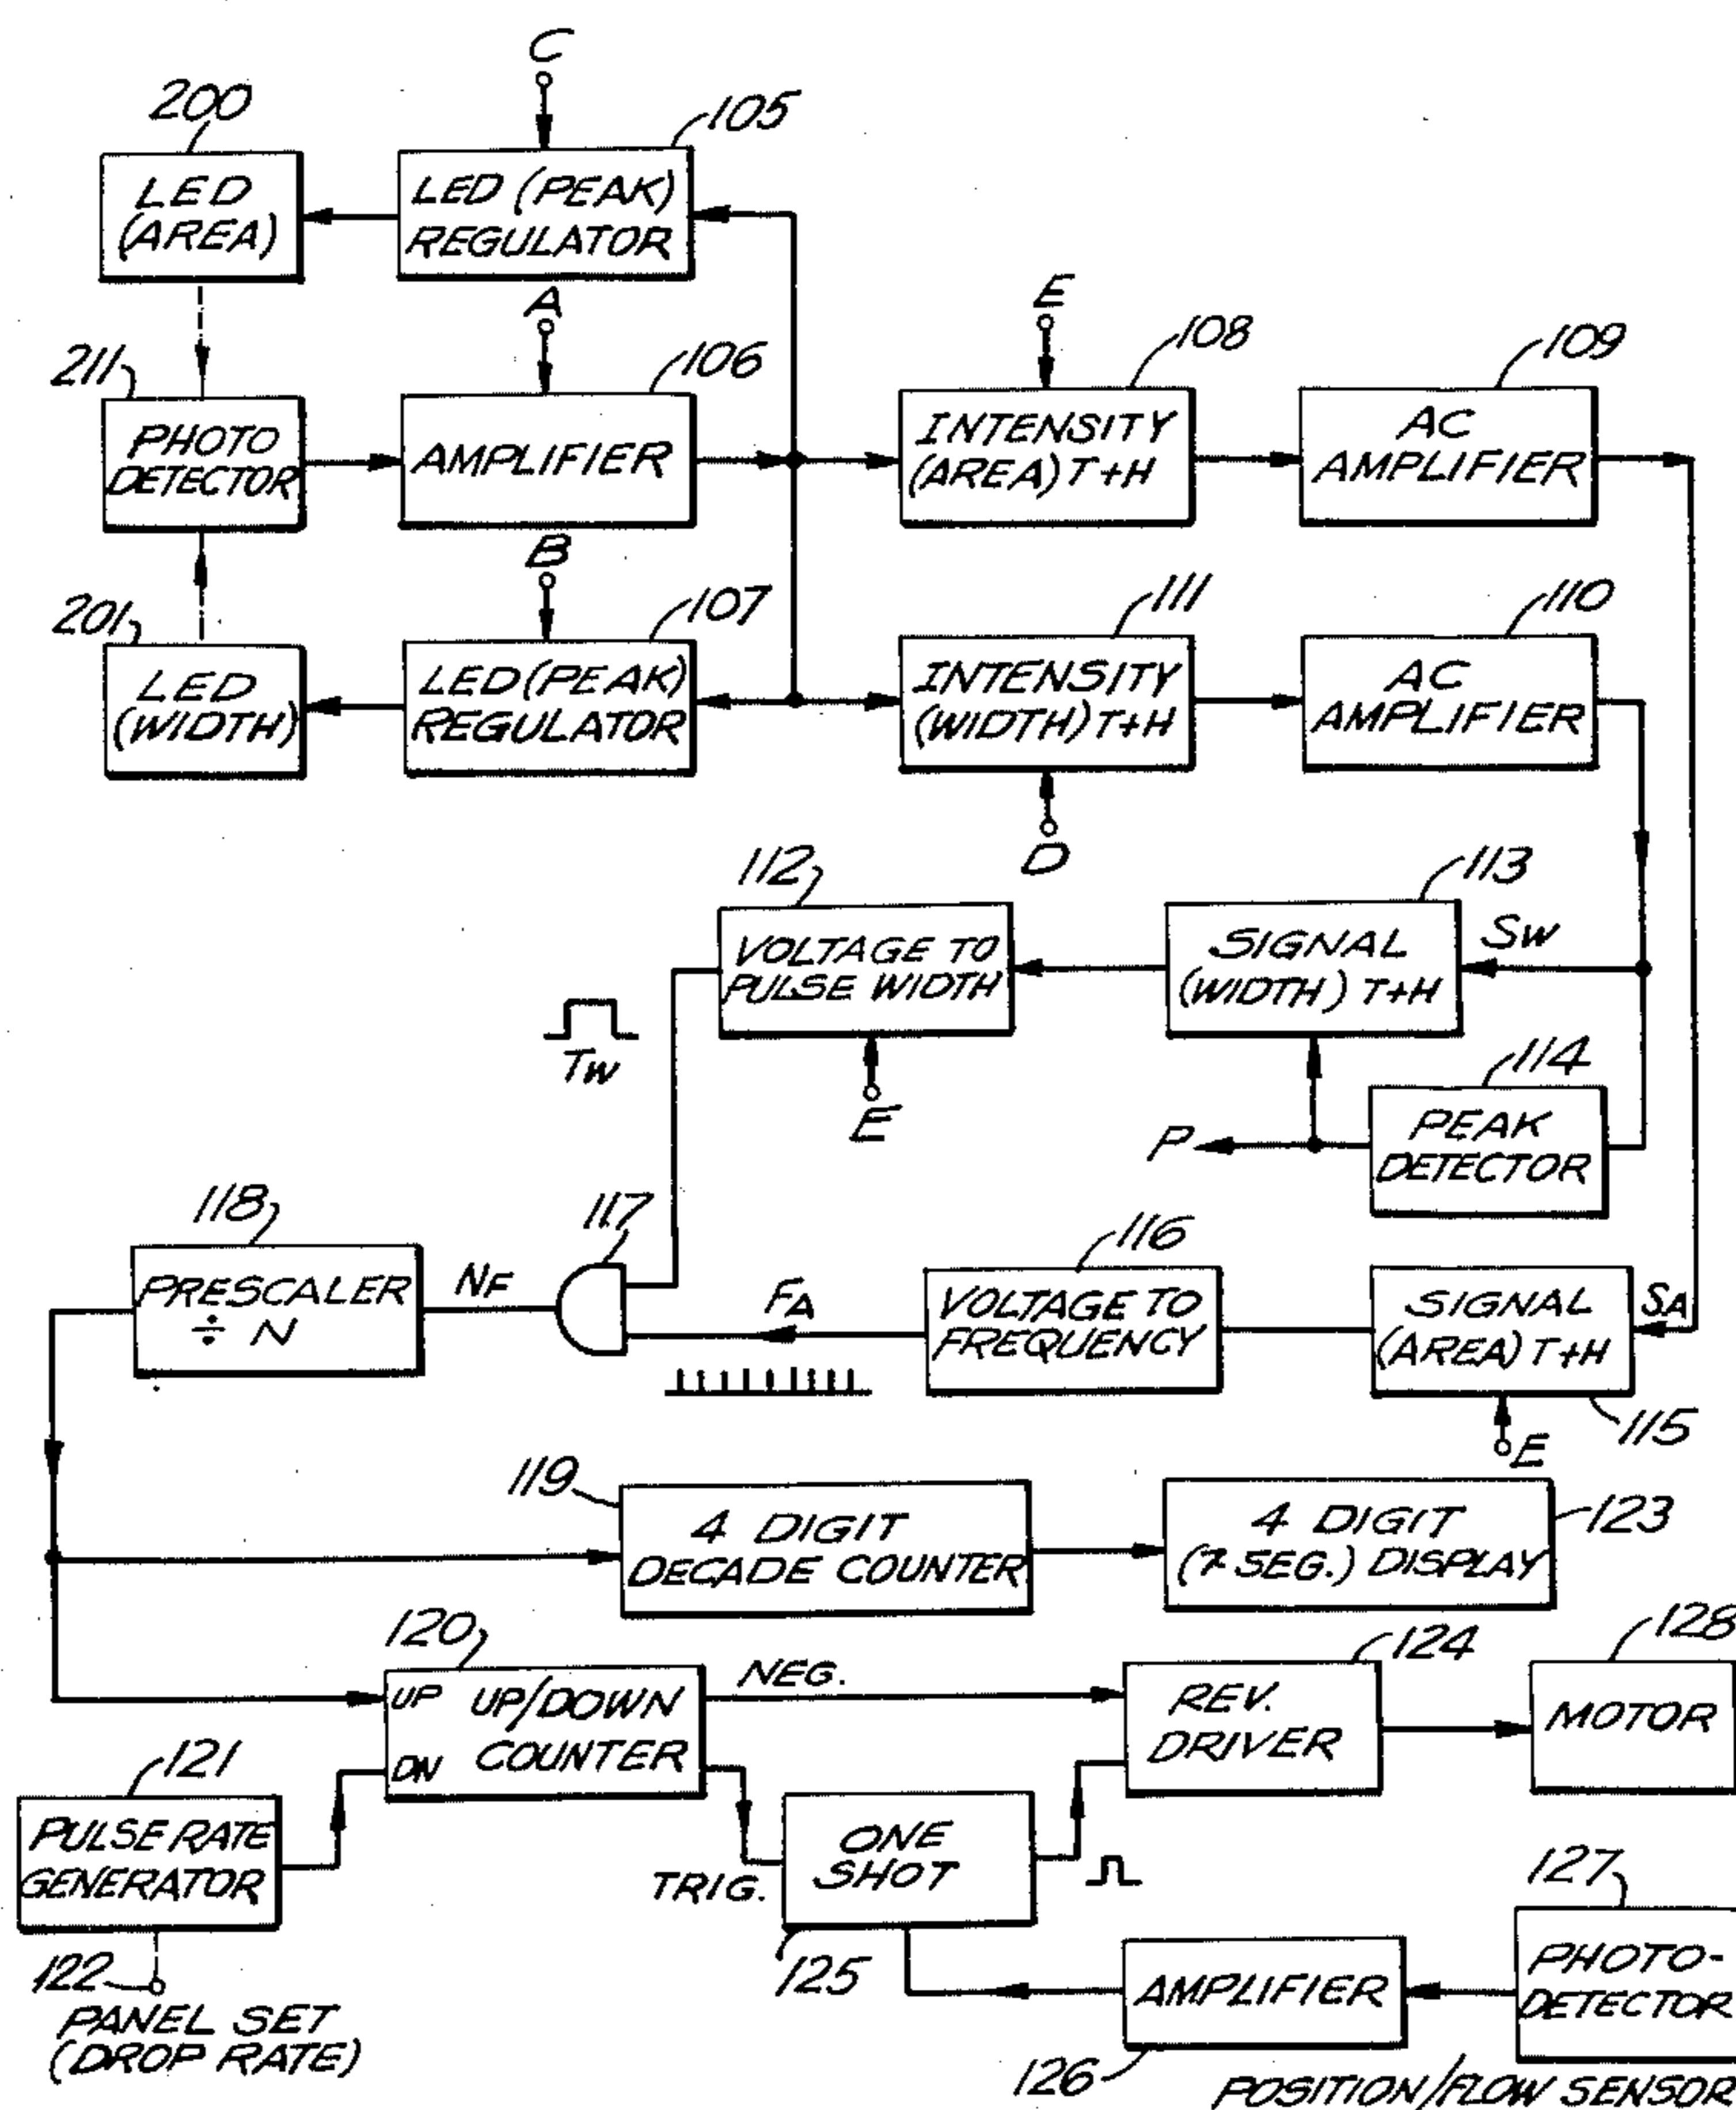 C
200
105
LED
(AREA)
LED (PEAK)
REGULATOR
A
E
211
106
108
109
PHOTO
DETECTOR
AMPLIFIER
INTENSITY
(AREA) T+H
AC
AMPLIFIER
B
201
107
111
110
LED
(WIDTH)
LED (PEAK)
REGULATOR
INTENSITY
(WIDTH) T+H
AC
AMPLIFIER
D
112
113
VOLTAGE TO
PULSE WIDTH
SIGNAL
(WIDTH) T+H
SW
TW
E
114
P
PEAK
DETECTOR
118
117
116
PRESCALER
÷ N
NF
FA
VOLTAGE TO
FREQUENCY
SIGNAL
(AREA) T+H
SA
115
E
119
4 DIGIT
DECADE COUNTER
4 DIGIT
(7 SEG.) DISPLAY
123
120
NEG.
124
128
UP
UP/DOWN
COUNTER
DN
REV.
DRIVER
MOTOR
121
PULSE RATE
GENERATOR
TRIG.
ONE
SHOT
127
122
125
AMPLIFIER
PHOTO-
DETECTOR
PANEL SET
(DROP RATE)
126
POSITION/FLOW SENSOR